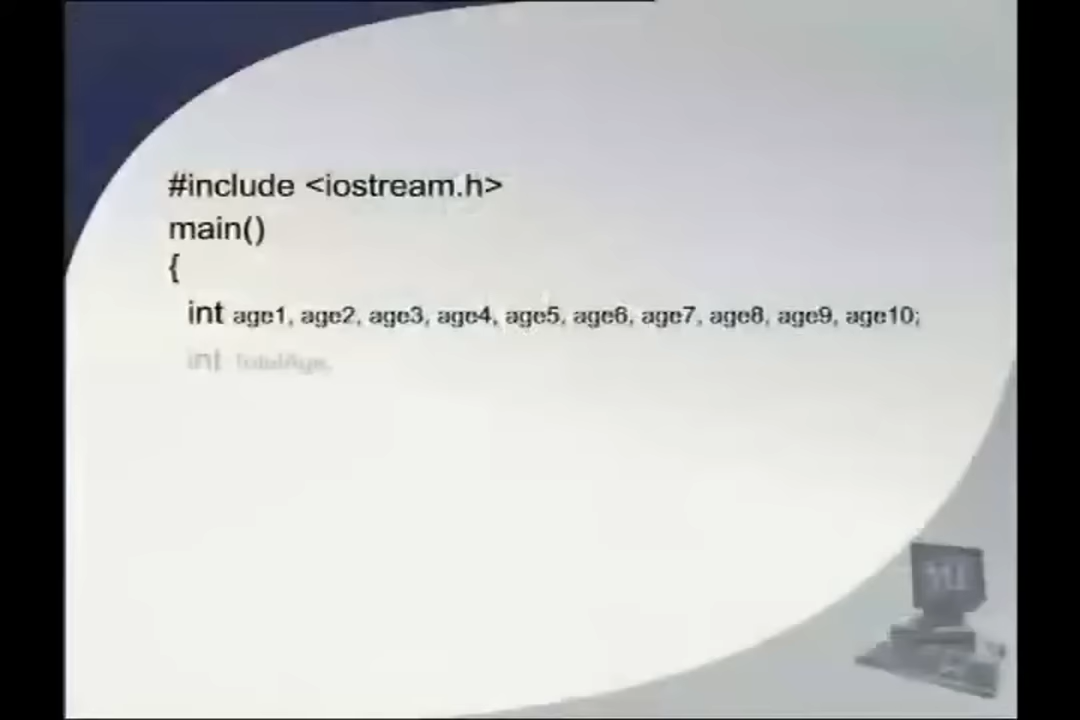 #include <iostream.h>
main()
{
int age1, age2, age3, age4, age5, age6, age7, age8, age9, age10;
int